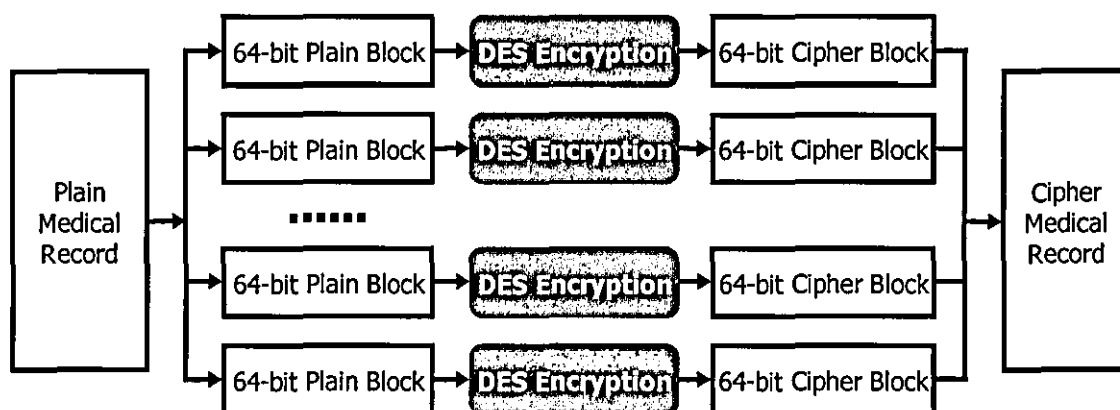 64-bit Plain Block DES Encryption 64-bit Cipher Block
64-bit Plain Block DES Encryption 64-bit Cipher Block
Plain
Medical
Record
......
Cipher
Medical
Record
64-bit Plain Block DES Encryption 64-bit Cipher Block
64-bit Plain Block DES Encryption 64-bit Cipher Block